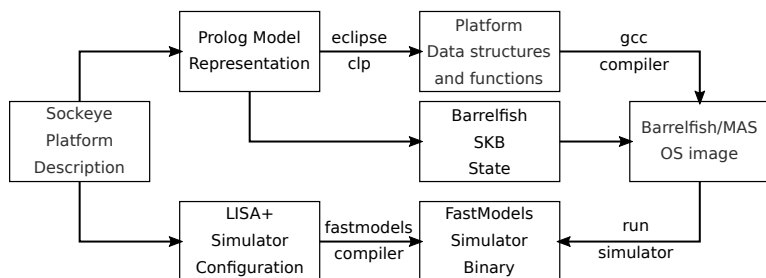 Sockeye
Platform
Description
Prolog Model
Representation
eclipse
clp
Platform
Data structures
and functions
gcc
compiler
Barrelfish
SKB
State
Barrelfish/MAS
OS image
LISA+
Simulator
Configuration
fastmodels
compiler
FastModels
Simulator
Binary
run
simulator